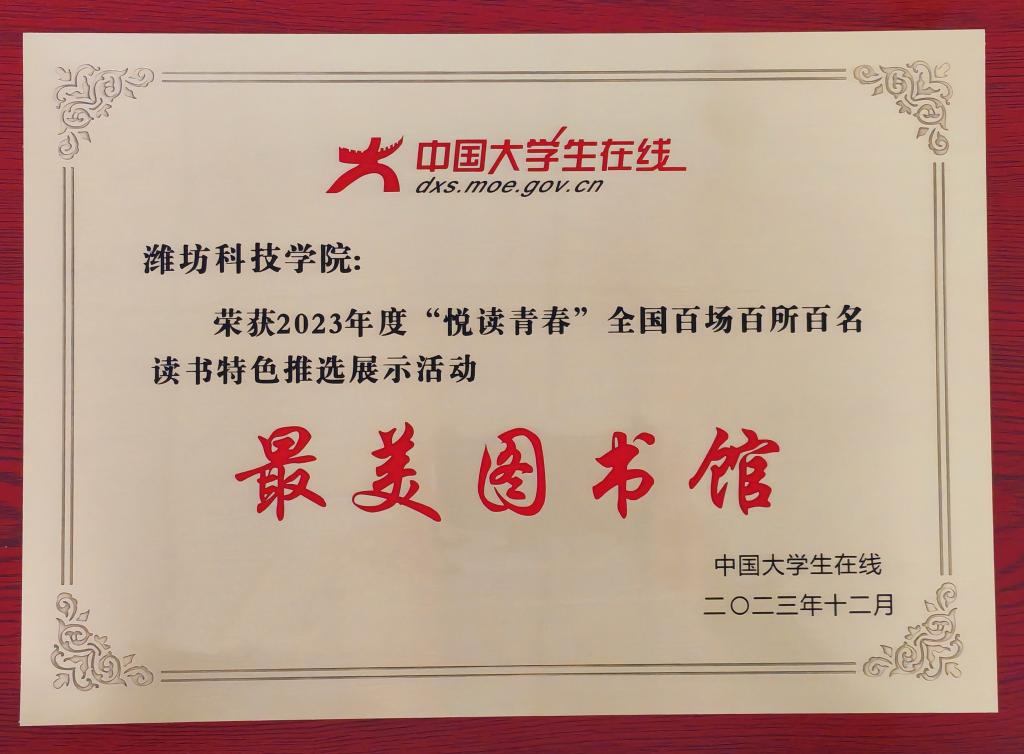 中国大学生在线
dxs.moe.gov.cn
潍坊科技学院:
荣获2023年度“悦读青春”全国百场百所百名
读书特色推选展示活动
最美图书馆
中国大学生在线
二〇二三年十二月